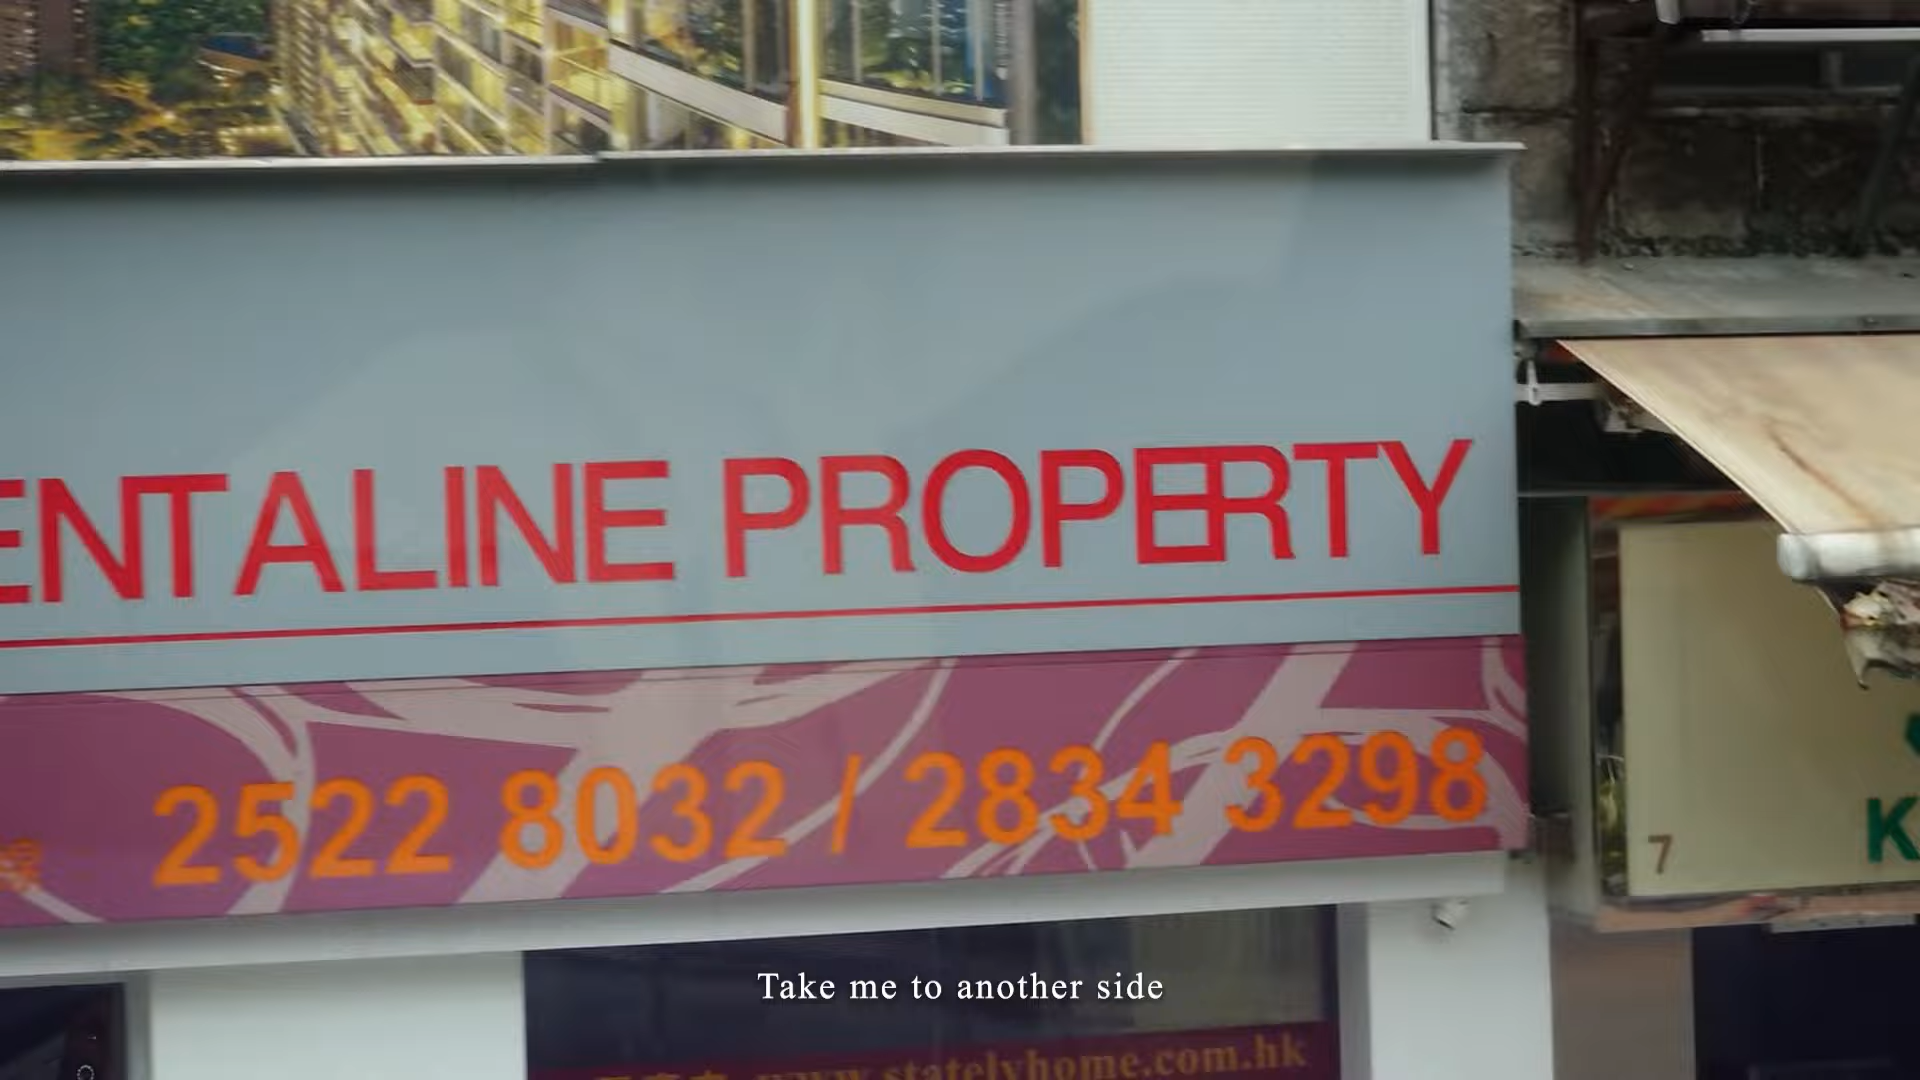 ENTALINE PROPERTY
2522 8032 / 2834 3298
7
K
Take me to another side
www.statelyhome.com.hk